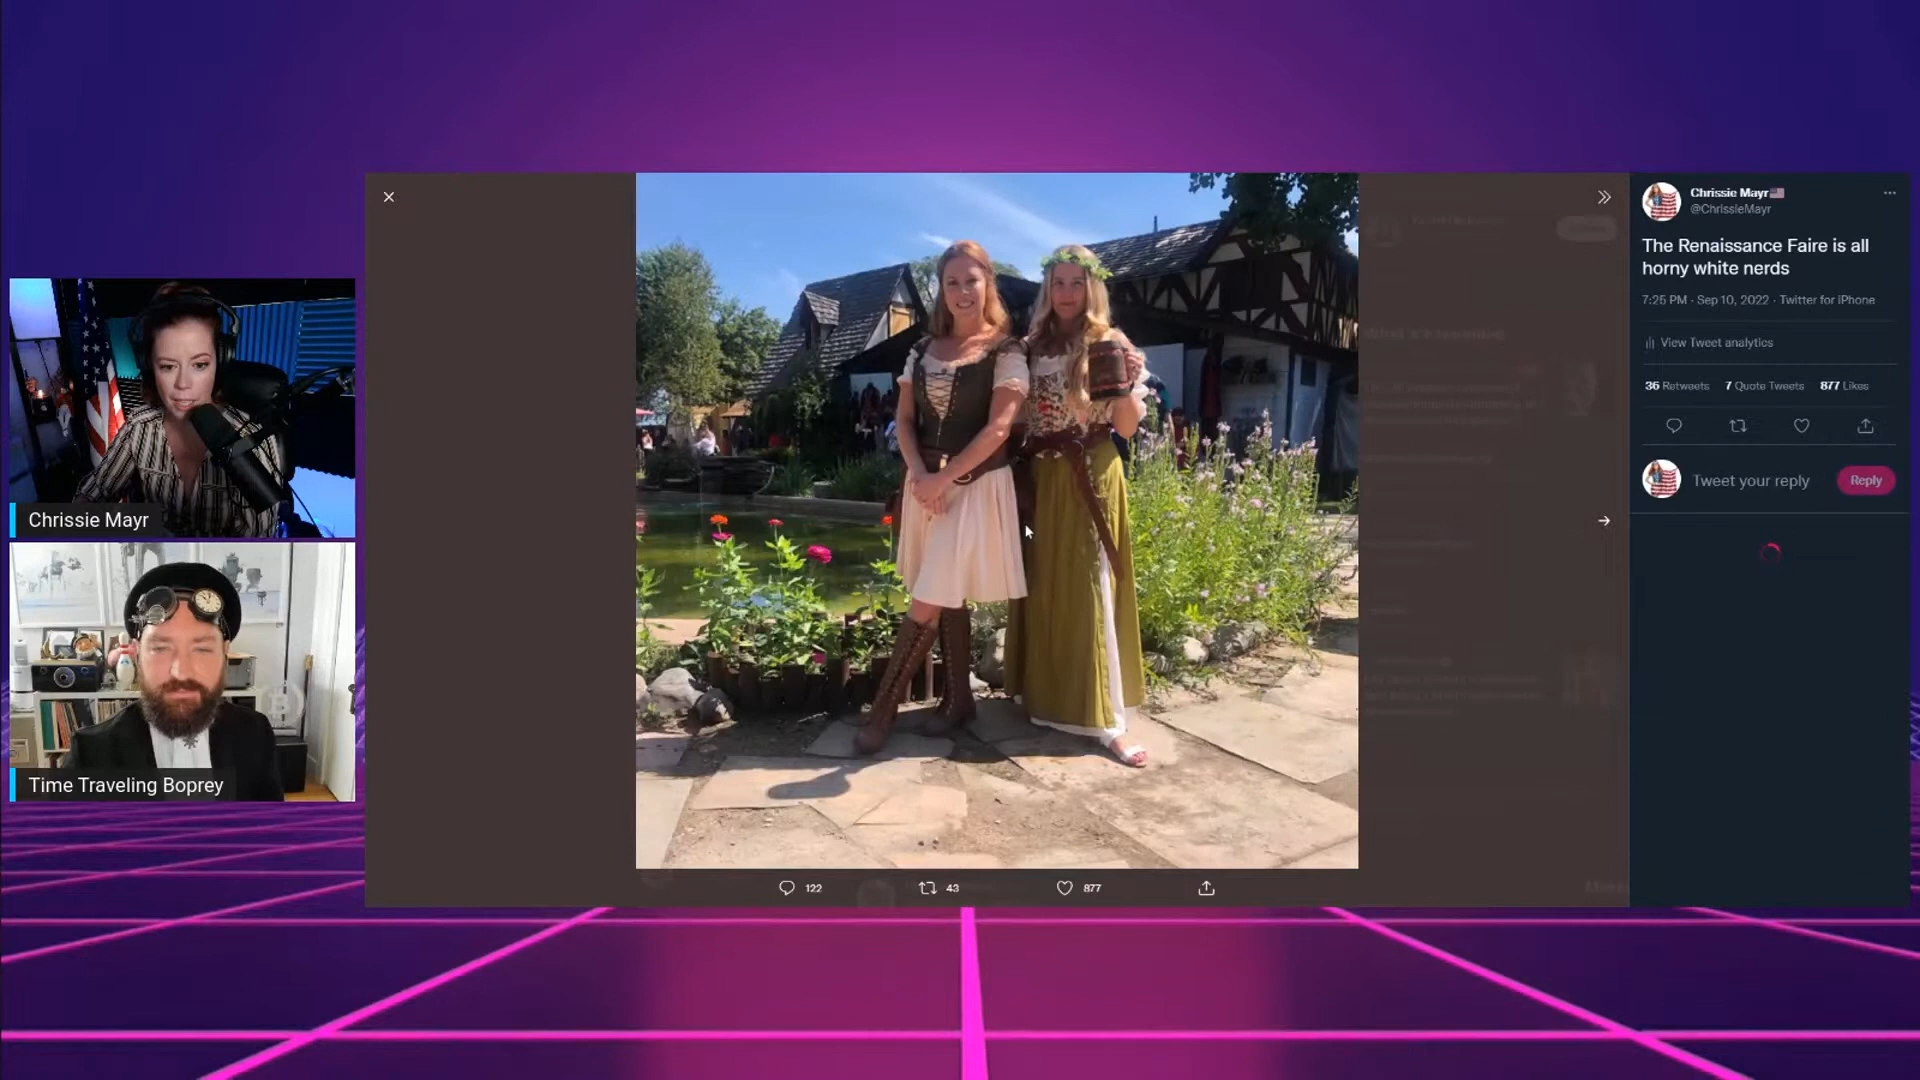 Chrissie Mayr
Time Traveling Boprey
122
43
877
Chrissie Mayr
@ChrissieMayr
The Renaissance Faire is all
horny white nerds
7:25 PM · Sep 10, 2022 · Twitter for iPhone
View Tweet analytics
36 Retweets 7 Quote Tweets 877 Likes
Tweet your reply
Reply